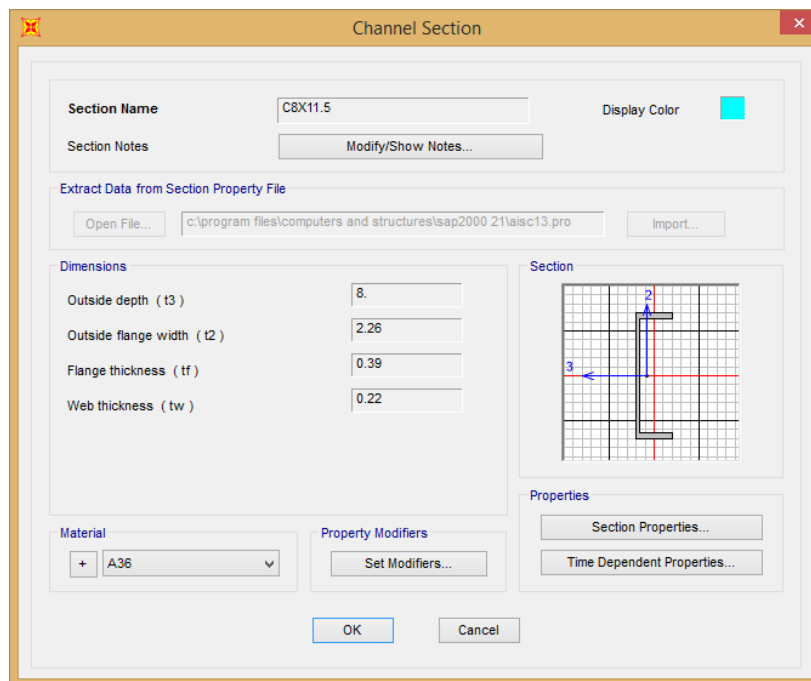 Channel Section
Section Name C8X11.5 Display Color
Section Notes Modify/Show Notes...
Extract Data from Section Property File
Open File... c:\program files\computers and structures\sap2000 21\aisc13.pro Import...
Dimensions
Outside depth ( t3 ) 8.
Outside flange width ( t2 ) 2.26
Flange thickness ( tf ) 0.39
Web thickness ( tw ) 0.22
Section
2
3
Properties
Section Properties...
Time Dependent Properties...
Material
+ A36
Property Modifiers
Set Modifiers...
OK Cancel